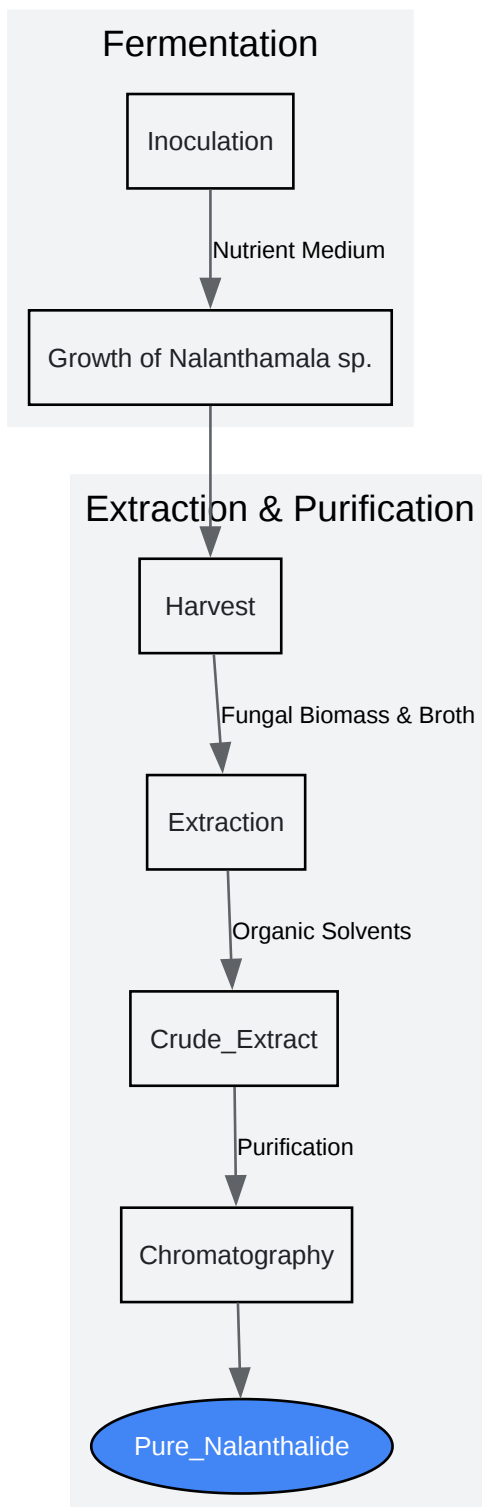 Fermentation
Inoculation
Nutrient Medium
Growth of Nalanthamala sp.
Extraction & Purification
Harvest
Fungal Biomass & Broth
Extraction
Organic Solvents
Crude_Extract
Purification
Chromatography
Pure_Nalanthalide